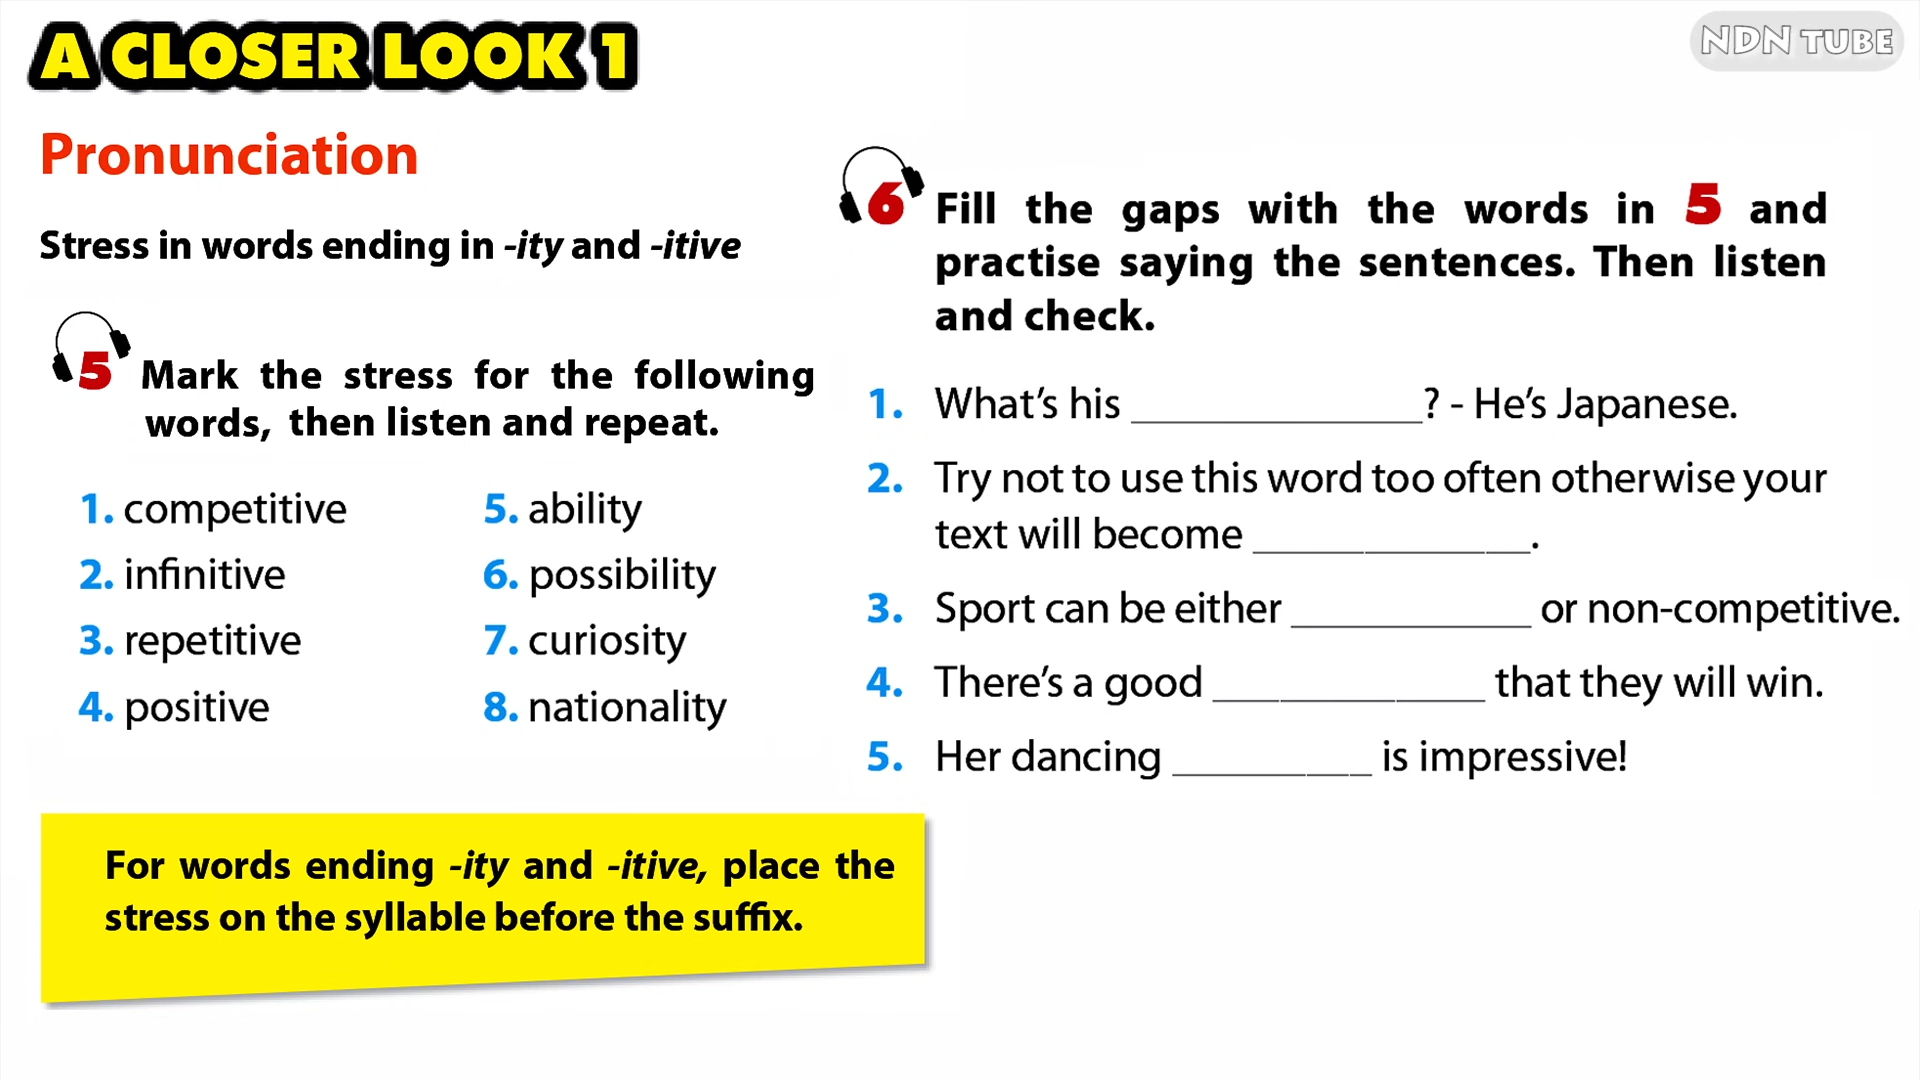 A CLOSER LOOK 1
NDN TUBE
Pronunciation
Stress in words ending in -ity and -itive
5 Mark the stress for the following
words, then listen and repeat.
1. competitive
2. infinitive
3. repetitive
4. positive
5. ability
6. possibility
7. curiosity
8. nationality
For words ending -ity and -itive, place the
stress on the syllable before the suffix.
6 Fill the gaps with the words in 5 and
practise saying the sentences. Then listen
and check.
1. What's his _____________? - He's Japanese.
2. Try not to use this word too often otherwise your
text will become _____________.
3. Sport can be either ___________ or non-competitive.
4. There's a good ____________ that they will win.
5. Her dancing _________ is impressive!